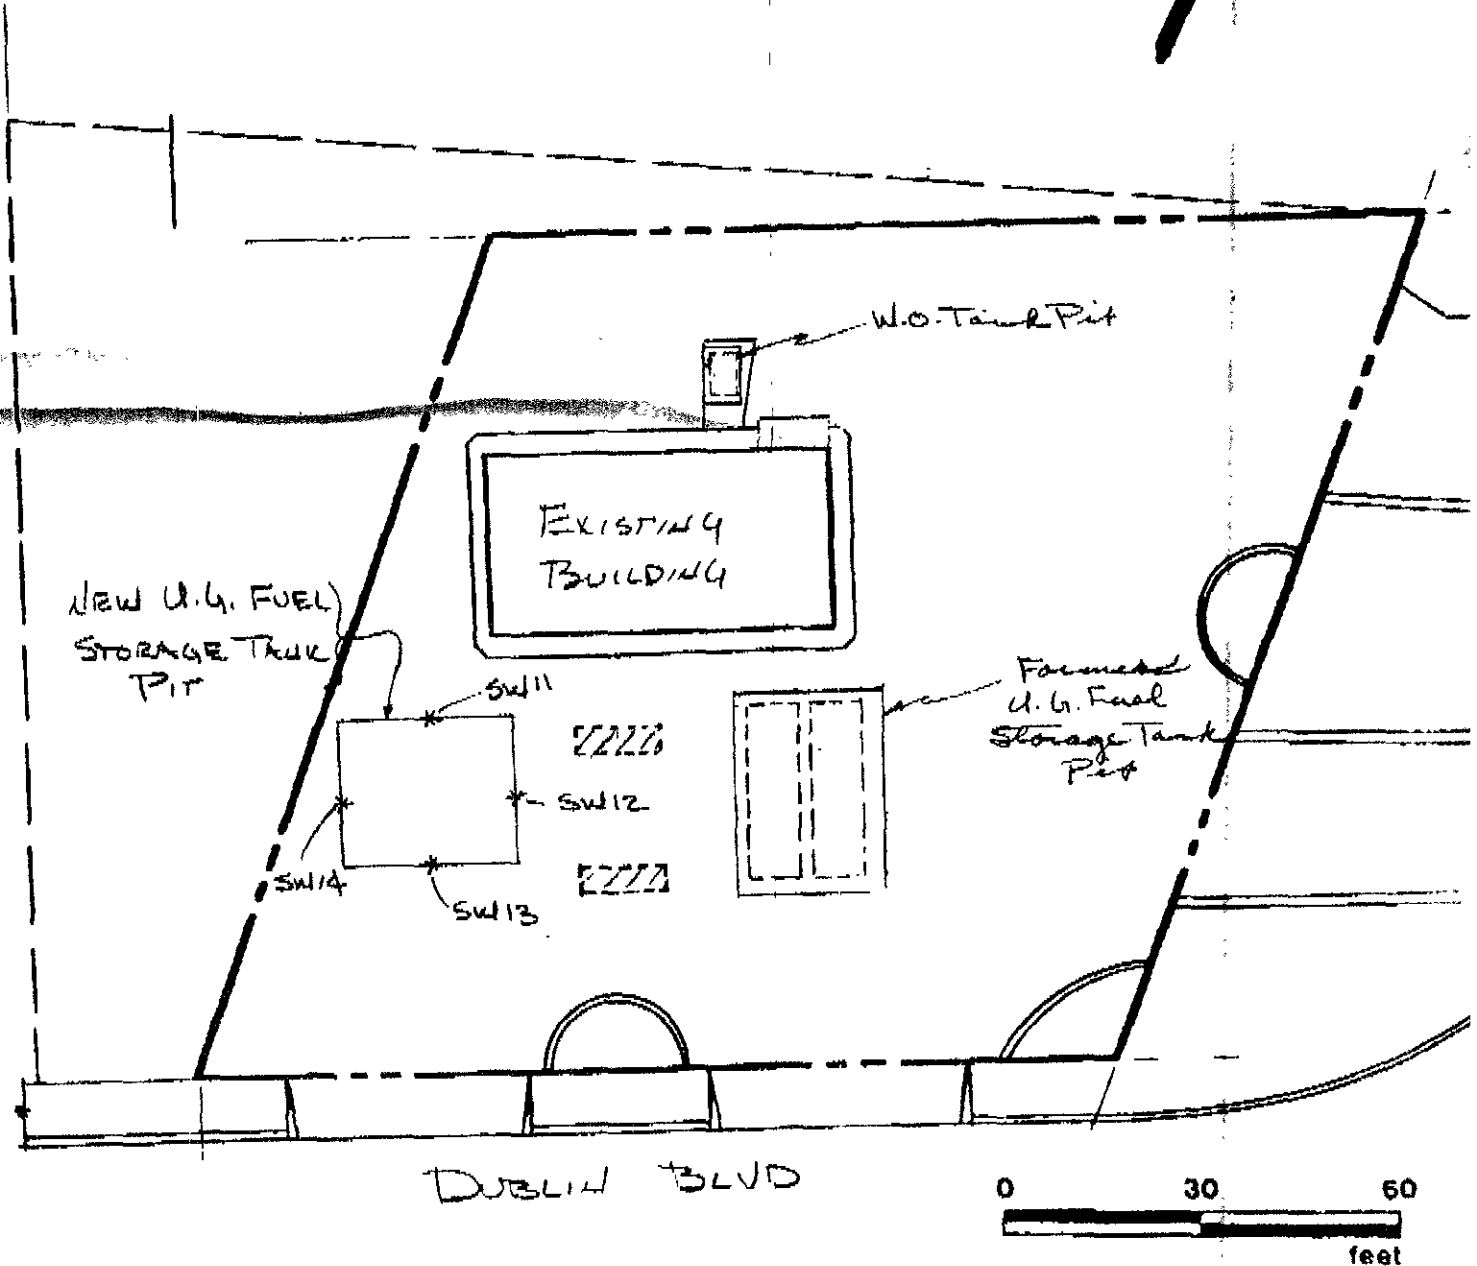 W.O. Tank Pit
EXISTING
BUILDING
NEW U.G. FUEL
STORAGE TANK
PIT
SW11
Former
U.G. Fuel
Storage Tank
Pit
SW12
SW14
SW13
DUBLIN BLVD
0 30 60
feet